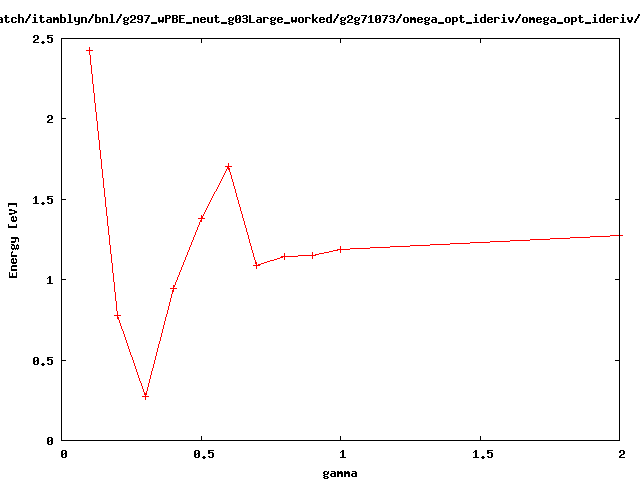 atch/itamblyn/bnl/g297_wPBE_neut_g03Large_worked/g2g71073/omega_opt_ideriv/omega_opt_ideriv/
2.5
2
1.5
1
0.5
0
Energy [eV]
0 0.5 1 1.5 2
gamma